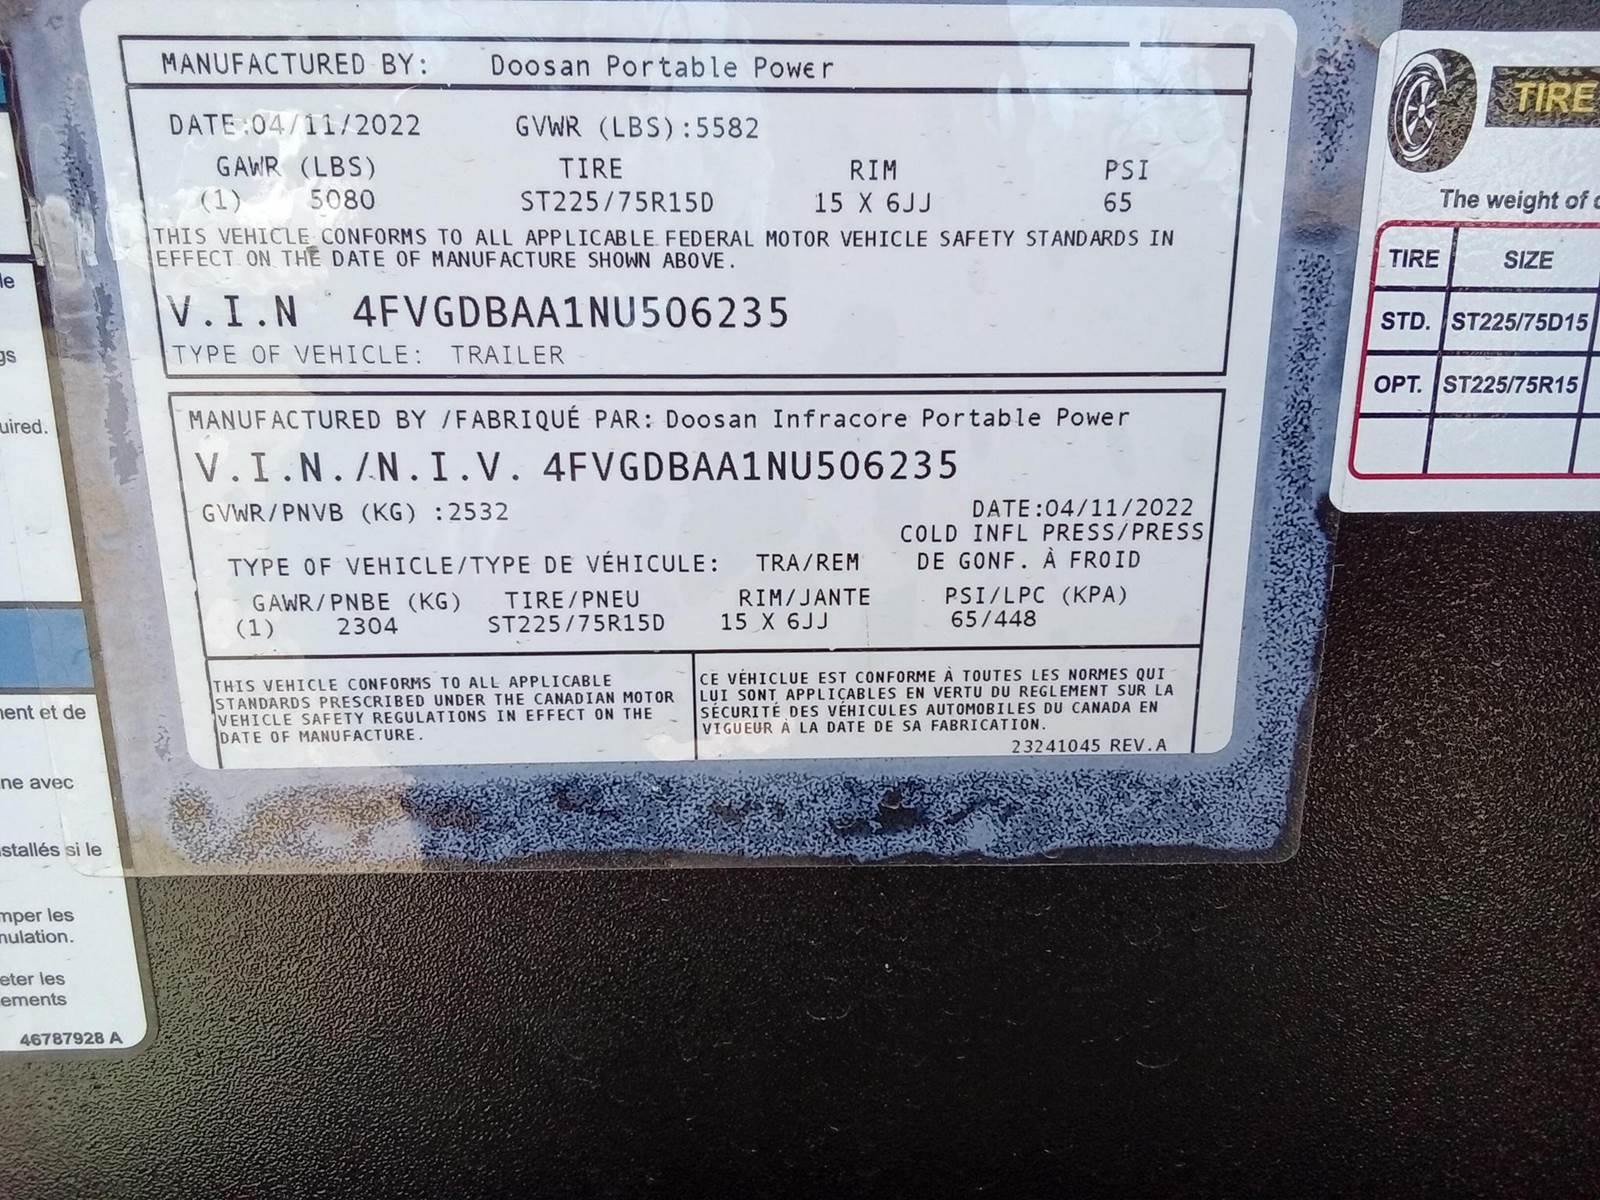 MANUFACTURED BY: Doosan Portable Power
DATE:04/11/2022 GVWR (LBS):5582
GAWR (LBS) TIRE RIM PSI
(1) 5080 ST225/75R15D 15 X 6JJ 65
THIS VEHICLE CONFORMS TO ALL APPLICABLE FEDERAL MOTOR VEHICLE SAFETY STANDARDS IN
EFFECT ON THE DATE OF MANUFACTURE SHOWN ABOVE.
V.I.N 4FVGDBAA1NU506235
TYPE OF VEHICLE: TRAILER
MANUFACTURED BY /FABRIQUÉ PAR: Doosan Infracore Portable Power
V.I.N./N.I.V. 4FVGDBAA1NU506235
GVWR/PNVB (KG) :2532 DATE:04/11/2022
COLD INFL PRESS/PRESS
TYPE OF VEHICLE/TYPE DE VÉHICULE: TRA/REM DE GONF. À FROID
GAWR/PNBE (KG) TIRE/PNEU RIM/JANTE PSI/LPC (KPA)
(1) 2304 ST225/75R15D 15 X 6JJ 65/448
THIS VEHICLE CONFORMS TO ALL APPLICABLE
STANDARDS PRESCRIBED UNDER THE CANADIAN MOTOR
VEHICLE SAFETY REGULATIONS IN EFFECT ON THE
DATE OF MANUFACTURE.
CE VÉHICLUE EST CONFORME À TOUTES LES NORMES QUI
LUI SONT APPLICABLES EN VERTU DU REGLEMENT SUR LA
SÉCURITÉ DES VÉHICULES AUTOMOBILES DU CANADA EN
VIGUEUR À LA DATE DE SA FABRICATION.
23241045 REV.A
TIRE
The weight of
TIRE SIZE
STD. ST225/75D15
OPT. ST225/75R15
et de
ne avec
si le
les
les
46787928 A